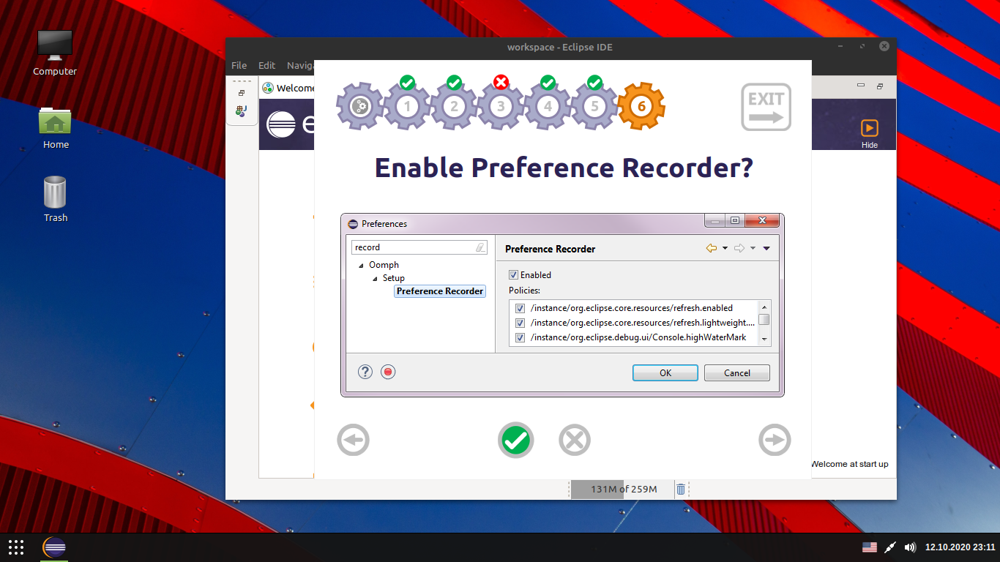 Computer
Home
Trash
workspace - Eclipse IDE
File Edit Naviga
Welcome
e
Hide
1 2 3 4 5 6
EXIT
Enable Preference Recorder?
Preferences
record
Oomph
Setup
Preference Recorder
Preference Recorder
Enabled
Policies:
/instance/org.eclipse.core.resources/refresh.enabled
/instance/org.eclipse.core.resources/refresh.lightweight....
/instance/org.eclipse.debug.ui/Console.highWaterMark
?
OK Cancel
Welcome at start up
131M of 259M
12.10.2020 23:11